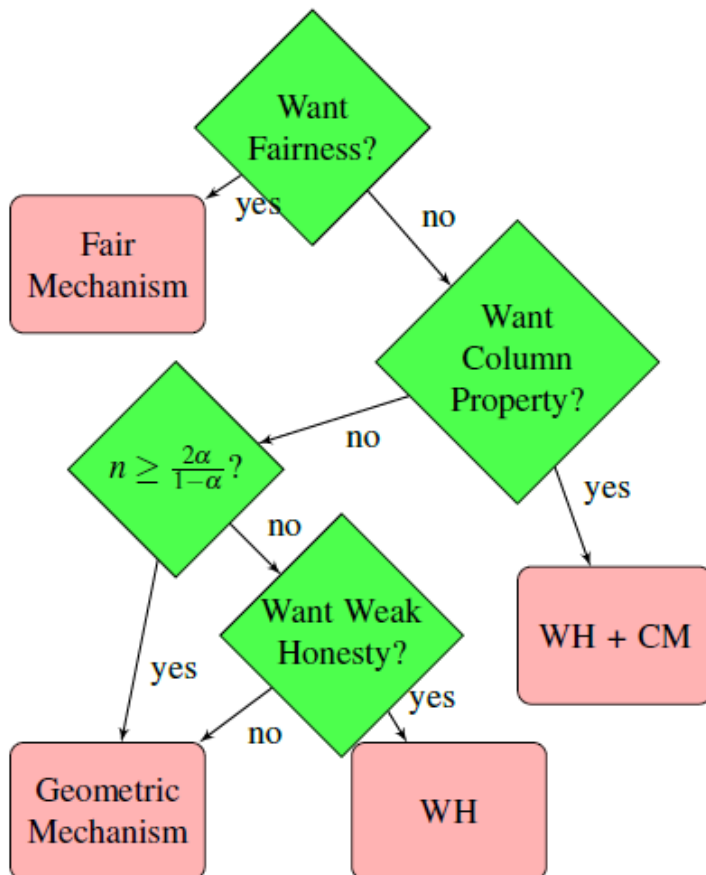 Want
Fairness?
yes
no
Fair
Mechanism
Want
Column
Property?
no
yes
n ≥ 2α/1−α?
no
yes
Want Weak
Honesty?
no
yes
WH + CM
Geometric
Mechanism
WH